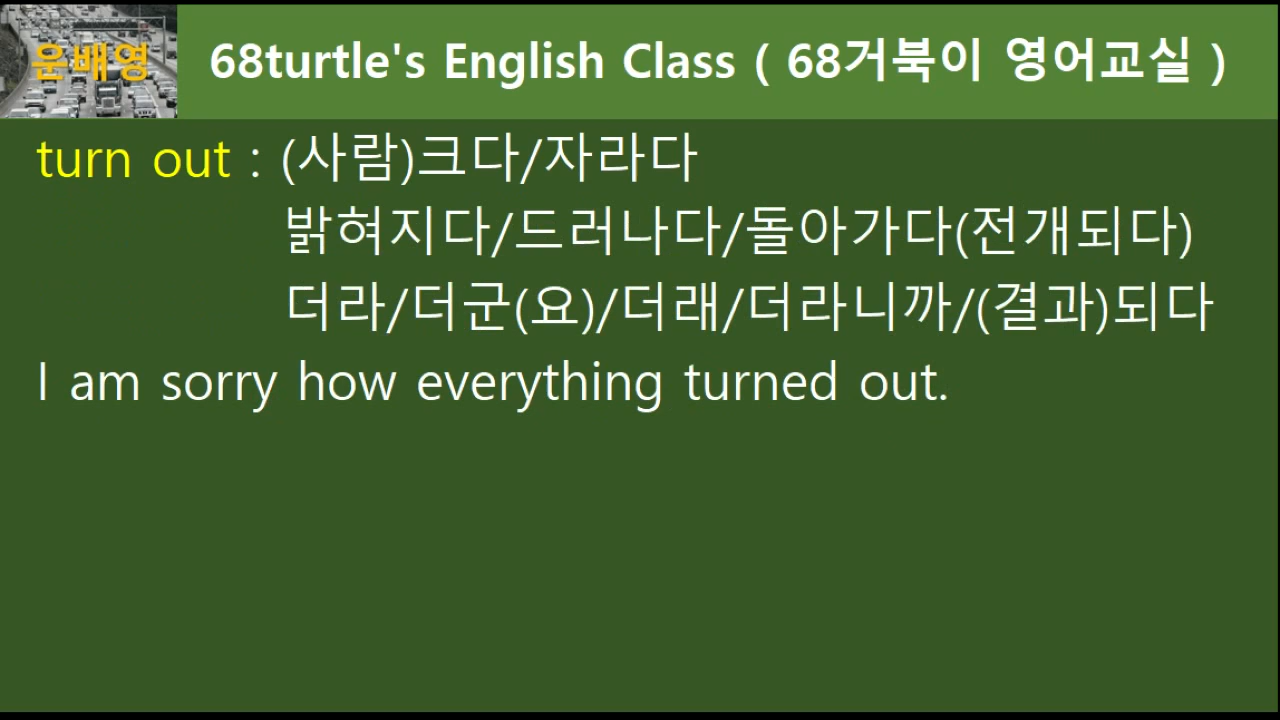 운배영
68turtle's English Class ( 68거북이 영어교실 )
turn out : (사람)크다/자라다
밝혀지다/드러나다/돌아가다(전개되다)
더라/더군(요)/더래/더라니까/(결과)되다
I am sorry how everything turned out.